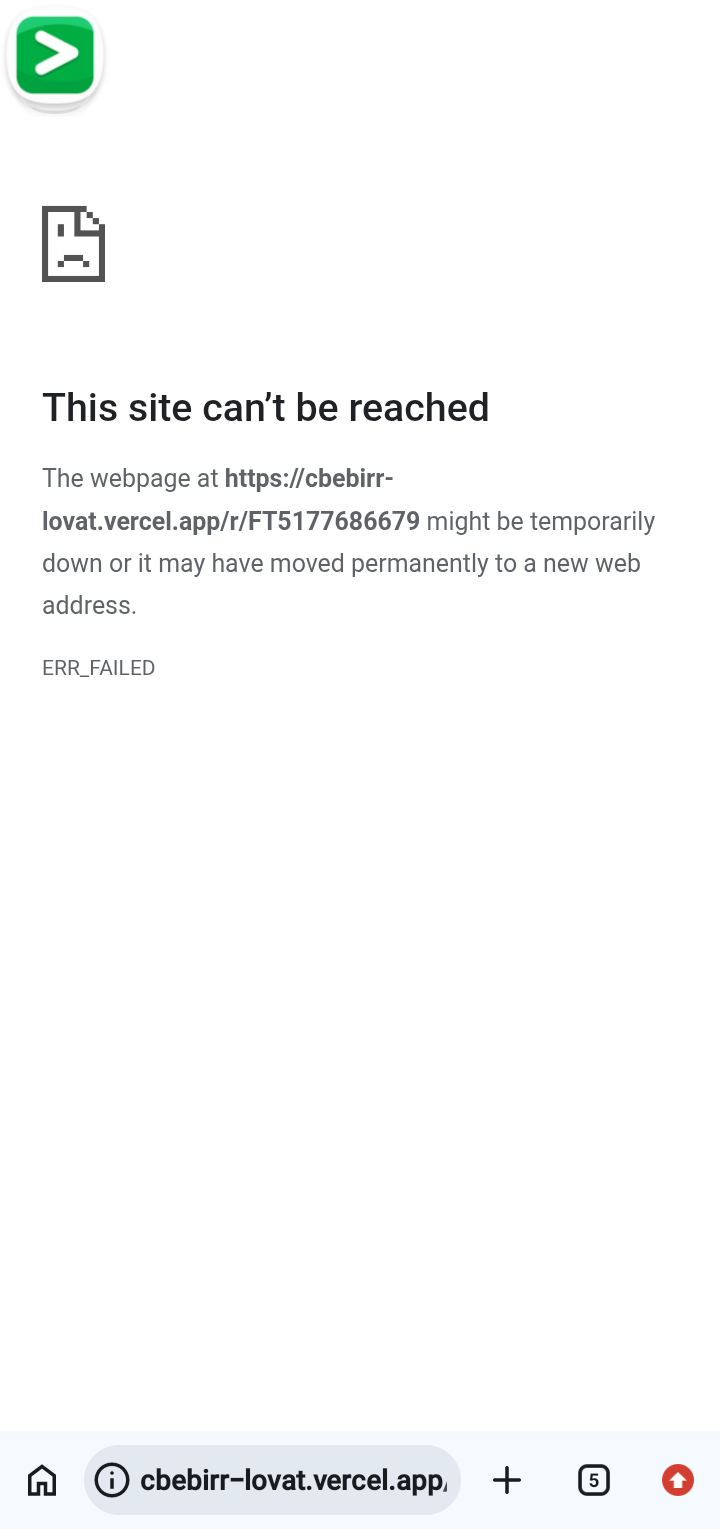 This site can’t be reached
The webpage at https://cbebirr-
lovat.vercel.app/r/FT5177686679 might be temporarily
down or it may have moved permanently to a new web
address.
ERR_FAILED
cbebirr-lovat.vercel.app/
5